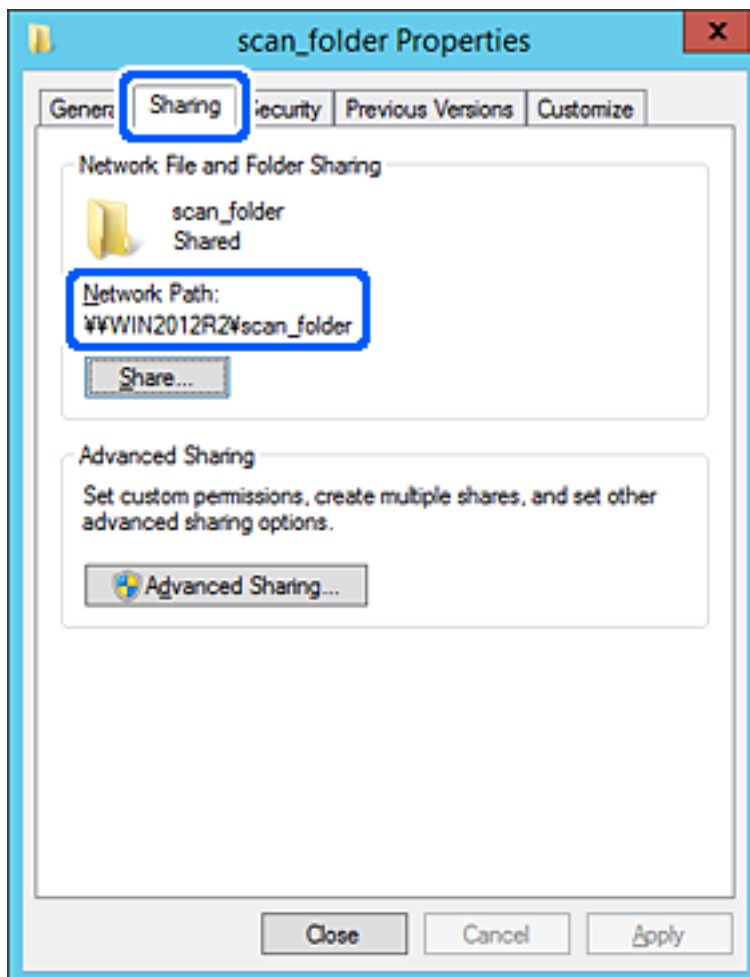 scan_folder Properties
Genera Sharing ecurity Previous Versions Customize
Network File and Folder Sharing
scan_folder
Shared
Network Path:
¥¥WIN2012R2¥scan_folder
Share...
Advanced Sharing
Set custom permissions, create multiple shares, and set other
advanced sharing options.
Advanced Sharing...
Close Cancel Apply